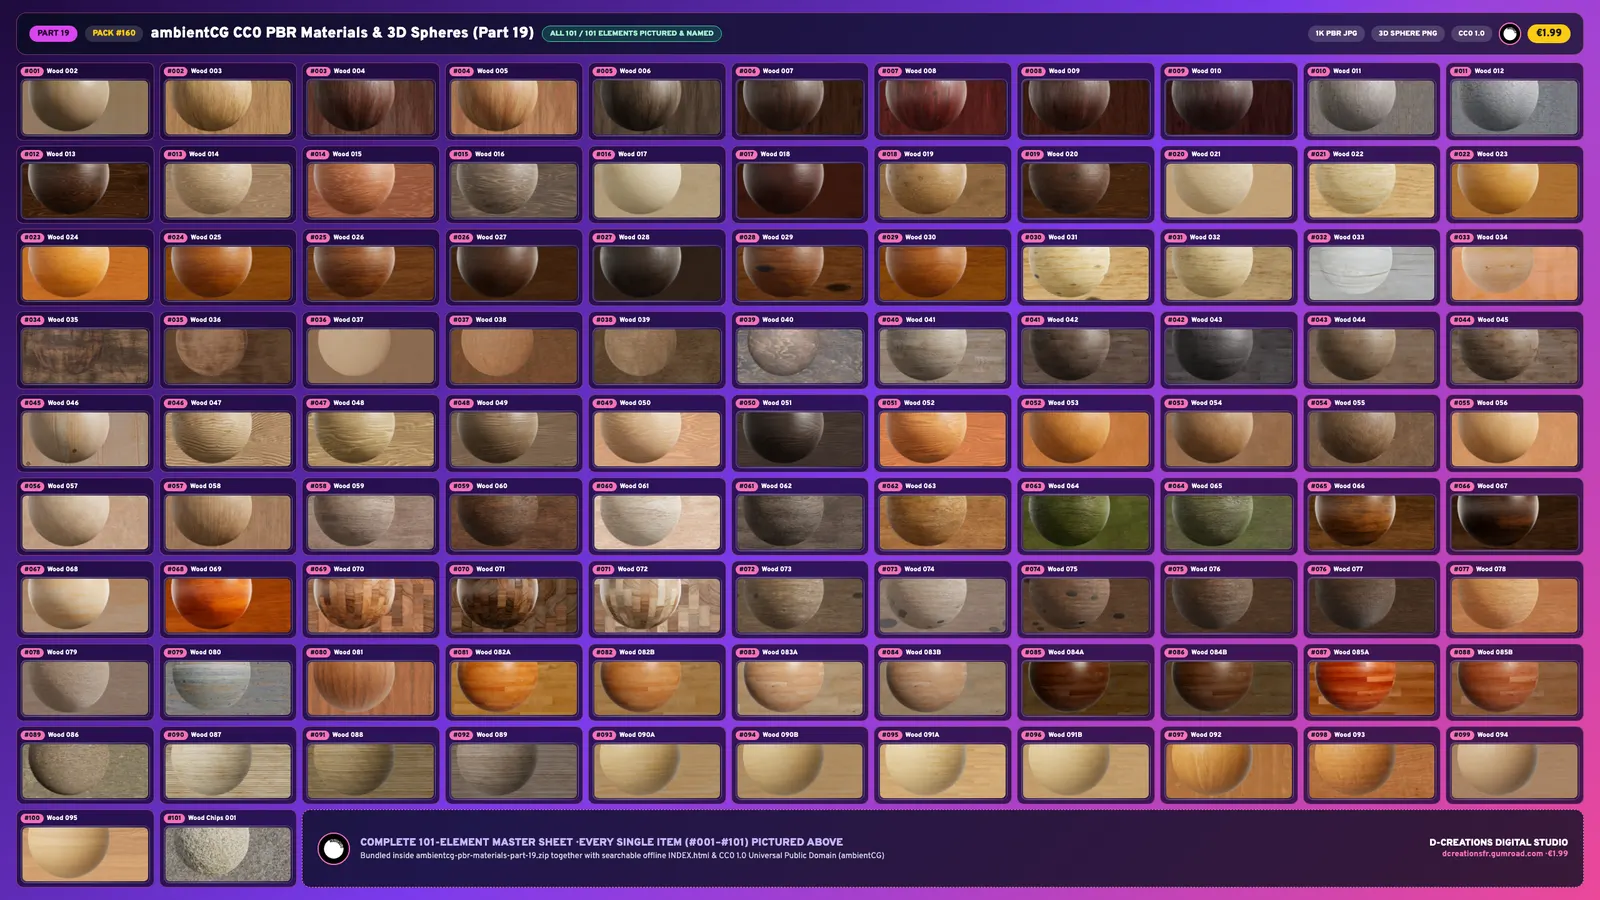 PART 19 PACK #160 ambientCG CC0 PBR Materials & 3D Spheres (Part 19) ALL 101 / 101 ELEMENTS PICTURED & NAMED 1K PBR JPG 3D SPHERE PNG CC0 1.0 €1.99
#001 Wood 002 #002 Wood 003 #003 Wood 004 #004 Wood 005 #005 Wood 006 #006 Wood 007 #007 Wood 008 #008 Wood 009 #009 Wood 010 #010 Wood 011 #011 Wood 012
#012 Wood 013 #013 Wood 014 #014 Wood 015 #015 Wood 016 #016 Wood 017 #017 Wood 018 #018 Wood 019 #019 Wood 020 #020 Wood 021 #021 Wood 022 #022 Wood 023
#023 Wood 024 #024 Wood 025 #025 Wood 026 #026 Wood 027 #027 Wood 028 #028 Wood 029 #029 Wood 030 #030 Wood 031 #031 Wood 032 #032 Wood 033 #033 Wood 034
#034 Wood 035 #035 Wood 036 #036 Wood 037 #037 Wood 038 #038 Wood 039 #039 Wood 040 #040 Wood 041 #041 Wood 042 #042 Wood 043 #043 Wood 044 #044 Wood 045
#045 Wood 046 #046 Wood 047 #047 Wood 048 #048 Wood 049 #049 Wood 050 #050 Wood 051 #051 Wood 052 #052 Wood 053 #053 Wood 054 #054 Wood 055 #055 Wood 056
#056 Wood 057 #057 Wood 058 #058 Wood 059 #059 Wood 060 #060 Wood 061 #061 Wood 062 #062 Wood 063 #063 Wood 064 #064 Wood 065 #065 Wood 066 #066 Wood 067
#067 Wood 068 #068 Wood 069 #069 Wood 070 #070 Wood 071 #071 Wood 072 #072 Wood 073 #073 Wood 074 #074 Wood 075 #075 Wood 076 #076 Wood 077 #077 Wood 078
#078 Wood 079 #079 Wood 080 #080 Wood 081 #081 Wood 082A #082 Wood 082B #083 Wood 083A #084 Wood 083B #085 Wood 084A #086 Wood 084B #087 Wood 085A #088 Wood 085B
#089 Wood 086 #090 Wood 087 #091 Wood 088 #092 Wood 089 #093 Wood 090A #094 Wood 090B #095 Wood 091A #096 Wood 091B #097 Wood 092 #098 Wood 093 #099 Wood 094
#100 Wood 095 #101 Wood Chips 001
COMPLETE 101-ELEMENT MASTER SHEET · EVERY SINGLE ITEM (#001–#101) PICTURED ABOVE
Bundled inside ambientcg-pbr-materials-part-19.zip together with searchable offline INDEX.html & CC0 1.0 Universal Public Domain (ambientCG)
D-CREATIONS DIGITAL STUDIO
dcreationsfr.gumroad.com · €1.99